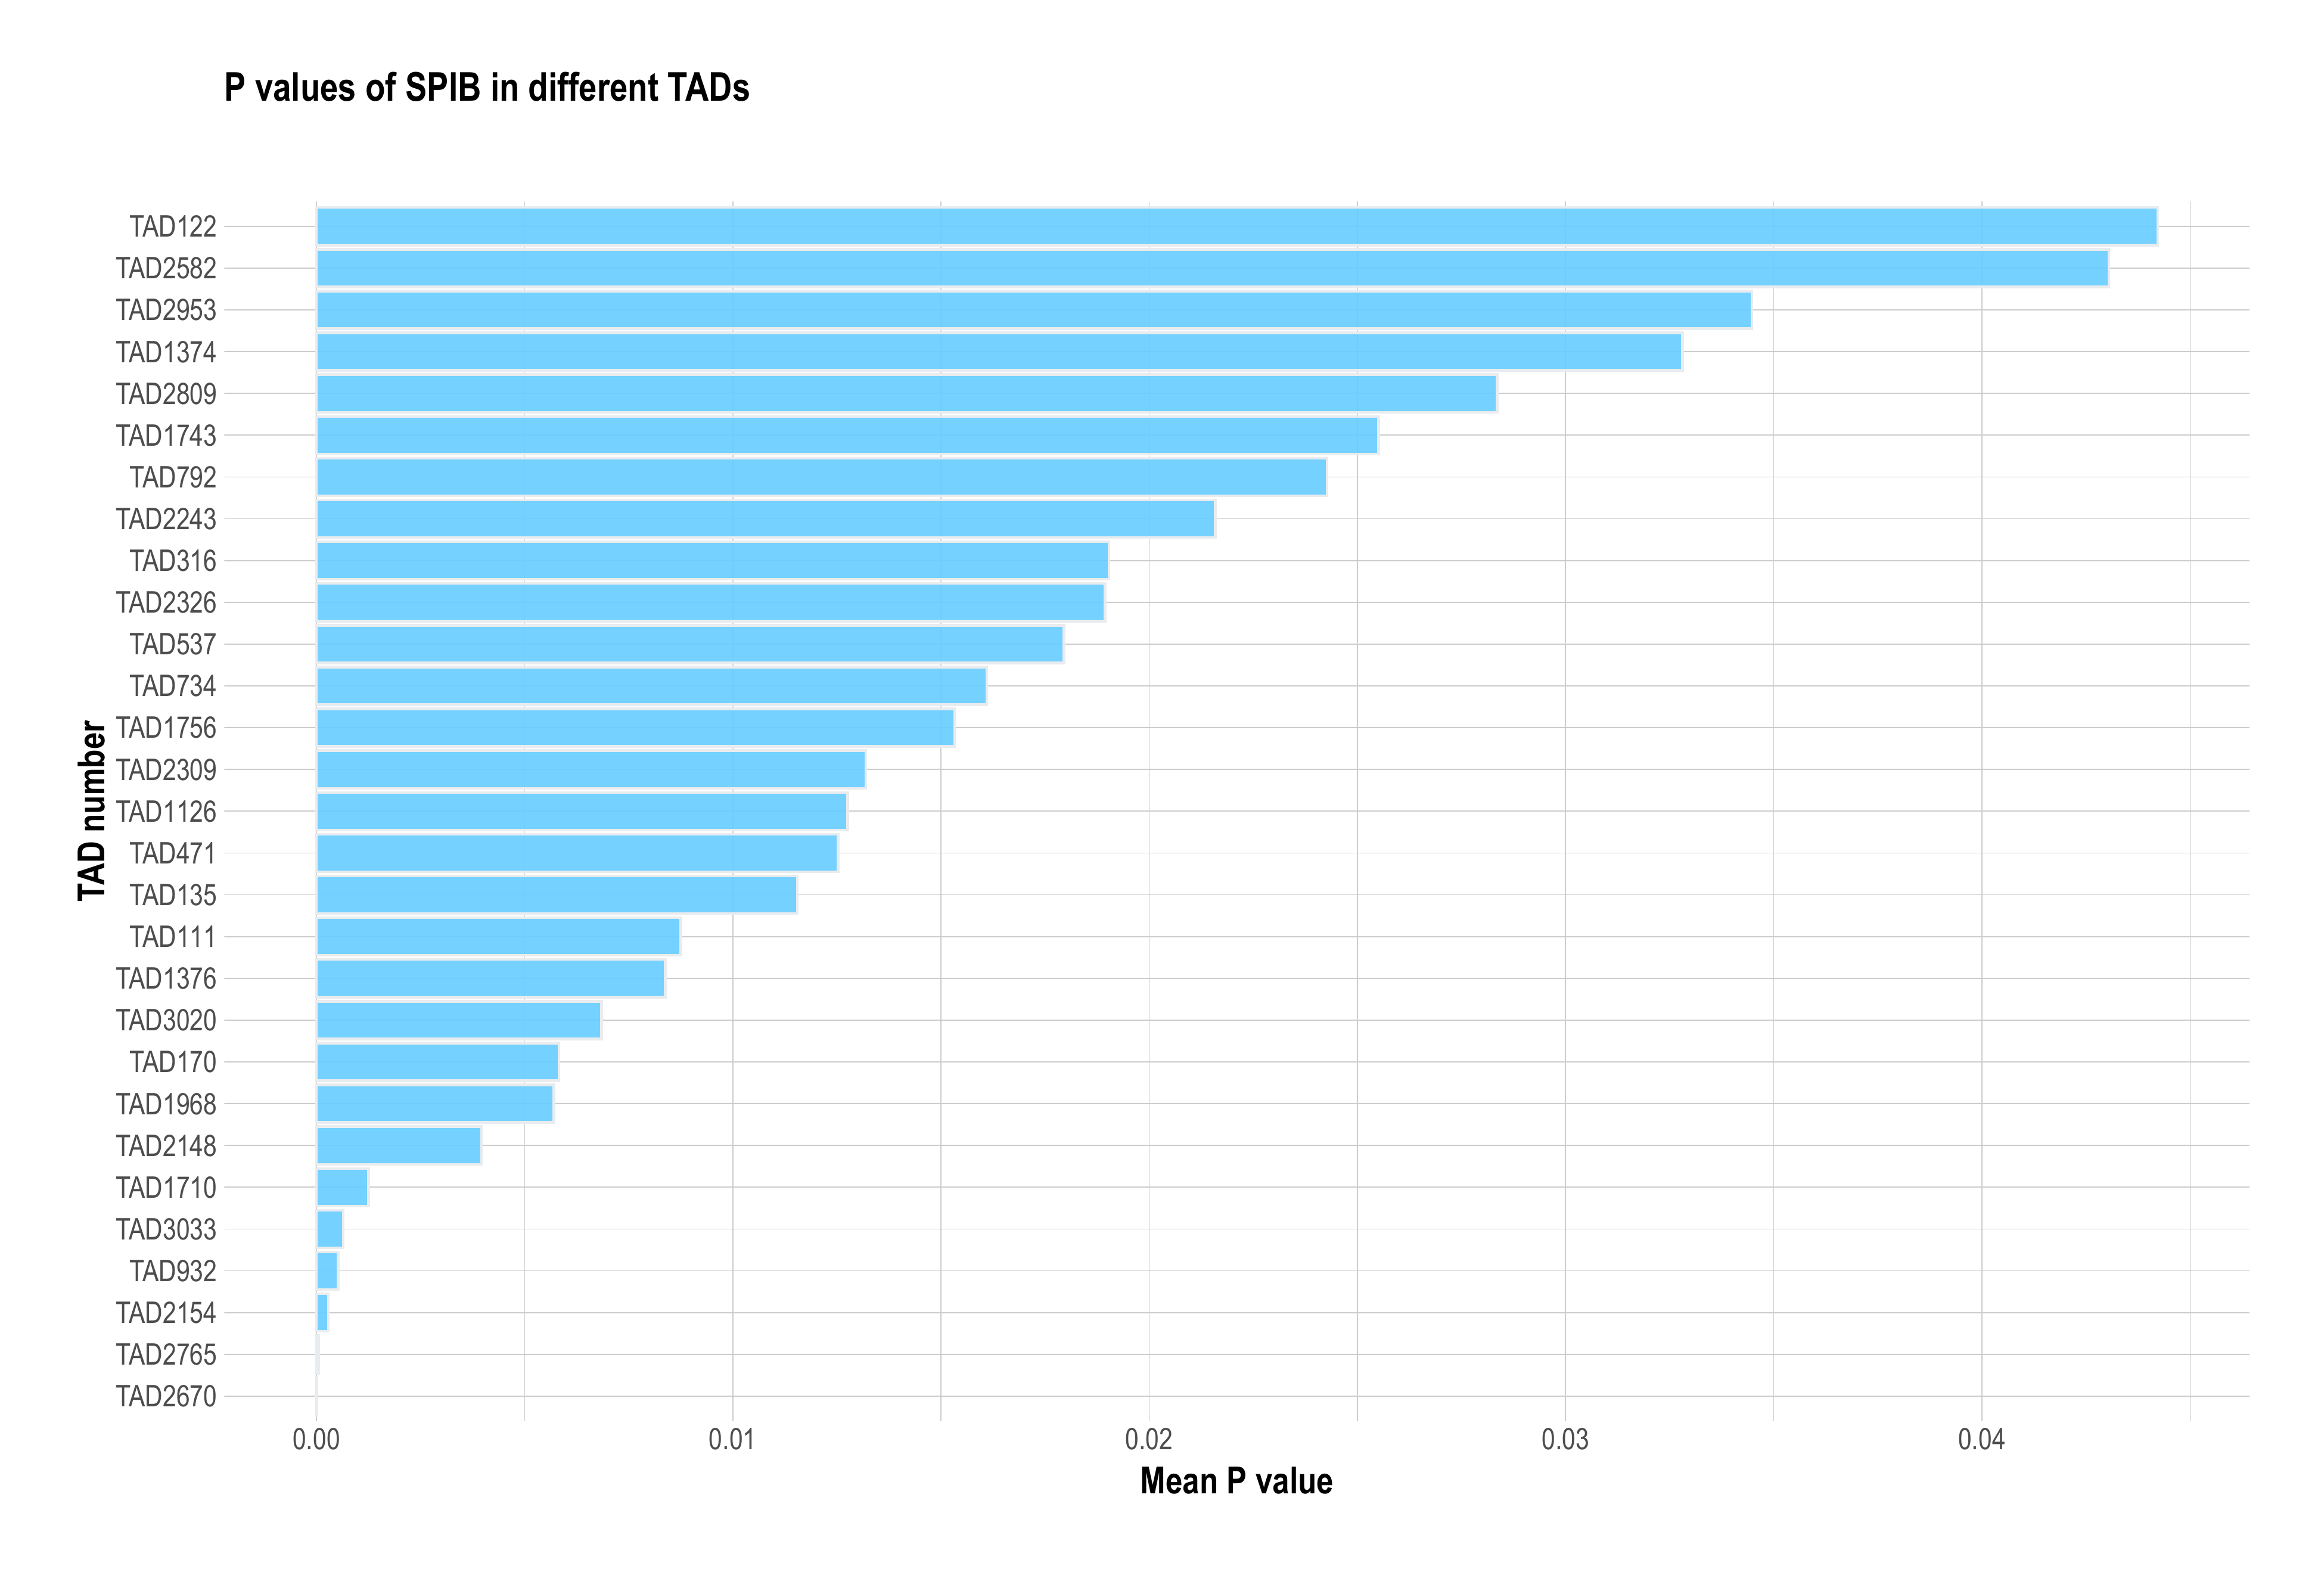 P values of SPIB in different TADs
TAD122
TAD2582
TAD2953
TAD1374
TAD2809
TAD1743
TAD792
TAD2243
TAD316
TAD2326
TAD537
TAD734
TAD1756
TAD2309
TAD1126
TAD471
TAD135
TAD111
TAD1376
TAD3020
TAD170
TAD1968
TAD2148
TAD1710
TAD3033
TAD932
TAD2154
TAD2765
TAD2670
TAD number
0.00 0.01 0.02 0.03 0.04
Mean P value